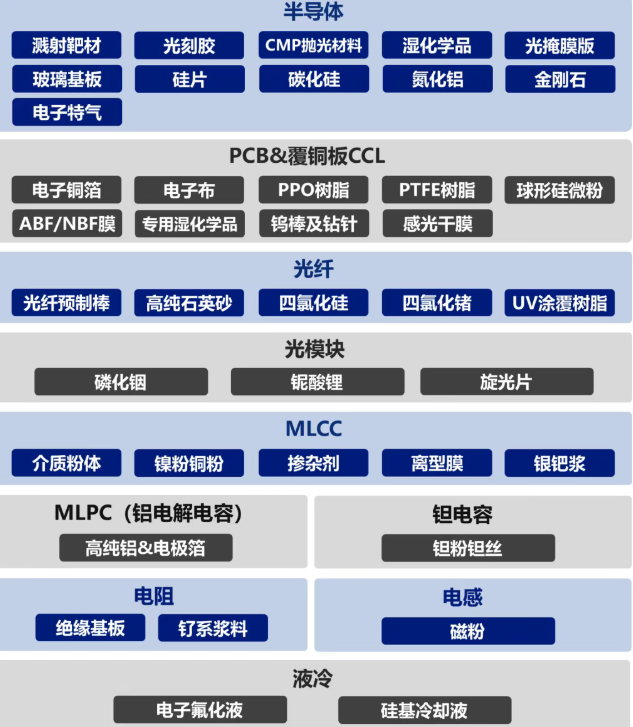 半导体
溅射靶材 光刻胶 CMP抛光材料 湿化学品 光掩膜版
玻璃基板 硅片 碳化硅 氮化铝 金刚石
电子特气
PCB&覆铜板CCL
电子铜箔 电子布 PPO树脂 PTFE树脂 球形硅微粉
ABF/NBF膜 专用湿化学品 钨棒及钻针 感光干膜
光纤
光纤预制棒 高纯石英砂 四氯化硅 四氯化锗 UV涂覆树脂
光模块
磷化铟 铌酸锂 旋光片
MLCC
介质粉体 镍粉铜粉 掺杂剂 离型膜 银钯浆
MLPC（铝电解电容） 钽电容
高纯铝&电极箔 钽粉钽丝
电阻 电感
绝缘基板 钌系浆料 磁粉
液冷
电子氟化液 硅基冷却液